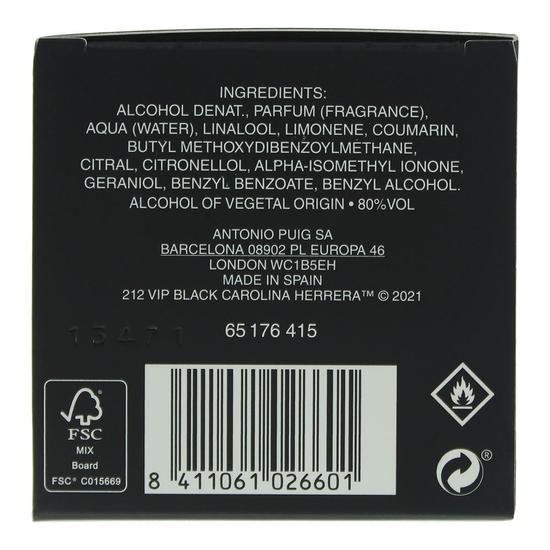 INGREDIENTS:
ALCOHOL DENAT., PARFUM (FRAGRANCE),
AQUA (WATER), LINALOOL, LIMONENE, COUMARIN,
BUTYL METHOXYDIBENZOYLMETHANE,
CITRAL, CITRONELLOL, ALPHA-ISOMETHYL IONONE,
GERANIOL, BENZYL BENZOATE, BENZYL ALCOHOL.
ALCOHOL OF VEGETAL ORIGIN • 80%VOL
ANTONIO PUIG SA
BARCELONA 08902 PL EUROPA 46
LONDON WC1B5EH
MADE IN SPAIN
212 VIP BLACK CAROLINA HERRERA™ © 2021
15471
65 176 415
FSC
MIX
Board
FSC® C015669
8 411061 026601
®